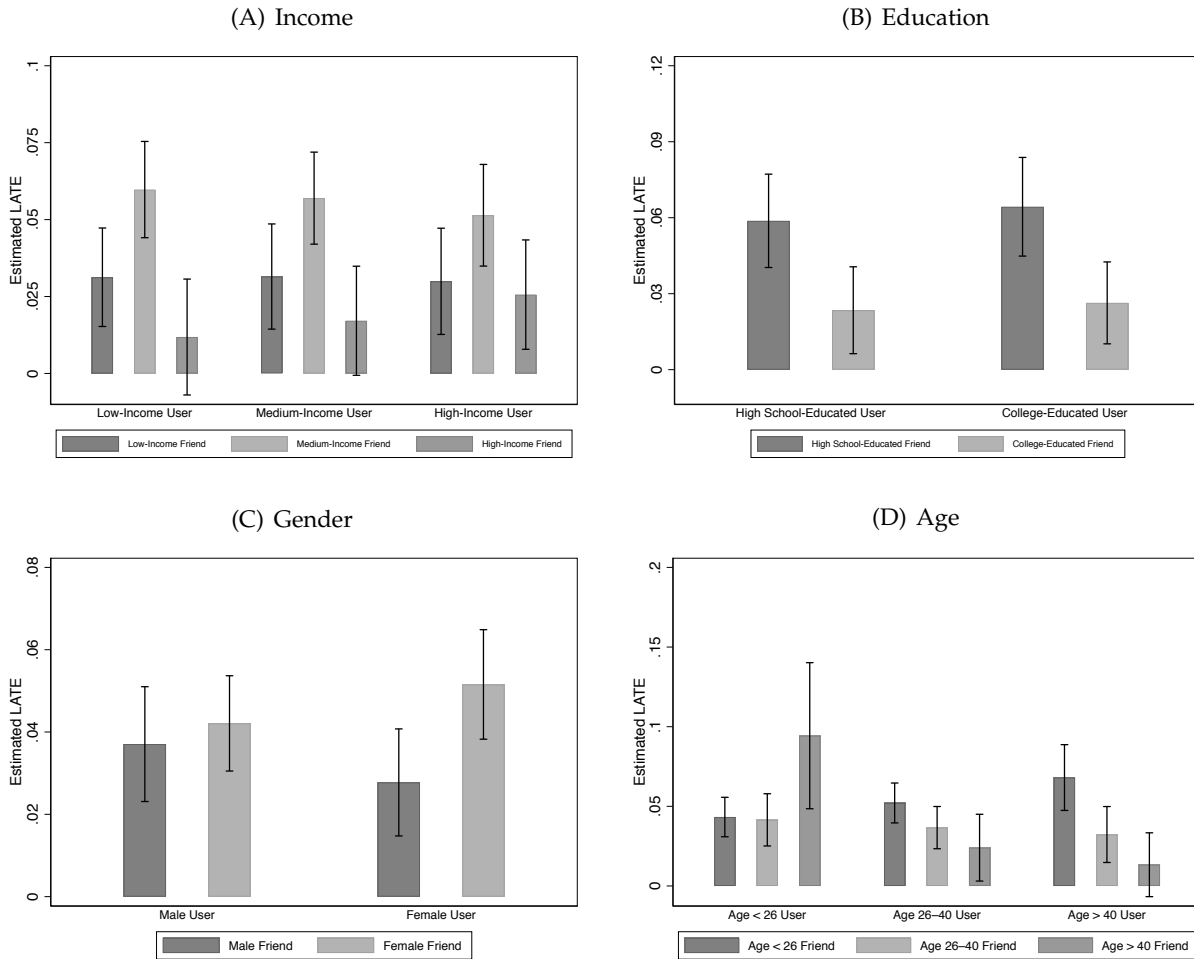 (A) Income
Estimated LATE
0
.025
.05
.075
.1
Low-Income User
Medium-Income User
High-Income User
Low-Income Friend
Medium-Income Friend
High-Income Friend
(B) Education
Estimated LATE
0
.03
.06
.09
.12
High School-Educated User
College-Educated User
High School-Educated Friend
College-Educated Friend
(C) Gender
Estimated LATE
0
.02
.04
.06
.08
Male User
Female User
Male Friend
Female Friend
(D) Age
Estimated LATE
0
.05
.1
.15
.2
Age < 26 User
Age 26–40 User
Age > 40 User
Age < 26 Friend
Age 26–40 Friend
Age > 40 Friend